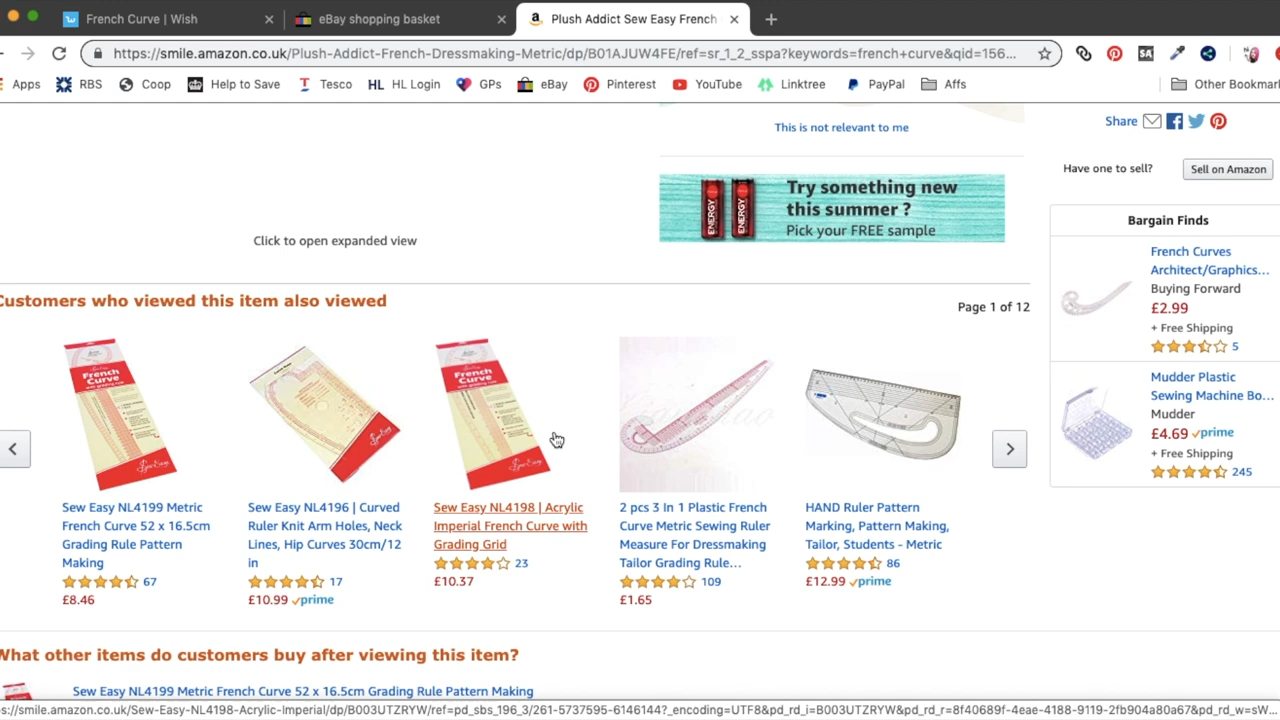 French Curve | Wish
eBay shopping basket
Plush Addict Sew Easy French
https://smile.amazon.co.uk/Plush-Addict-French-Dressmaking-Metric/dp/B01AJUW4FE/ref=sr_1_2_sspa?keywords=french+curve&qid=156...
Apps RBS Coop Help to Save Tesco HL Login GPs eBay Pinterest YouTube Linktree PayPal Affs Other Bookmar
This is not relevant to me
Share
Have one to sell?
Sell on Amazon
ENERGY
ENERGY
Try something new
this summer ?
Pick your FREE sample
Click to open expanded view
Bargain Finds
French Curves
Architect/Graphics...
Buying Forward
£2.99
+ Free Shipping
5
Mudder Plastic
Sewing Machine Bo...
Mudder
£4.69 prime
+ Free Shipping
245
Customers who viewed this item also viewed
Page 1 of 12
French
Curve
Sew Easy NL4199 Metric
French Curve 52 x 16.5cm
Grading Rule Pattern
Making
67
£8.46
Sew Easy NL4196 | Curved
Ruler Knit Arm Holes, Neck
Lines, Hip Curves 30cm/12
in
17
£10.99 prime
French
Curve
Sew Easy NL4198 | Acrylic
Imperial French Curve with
Grading Grid
23
£10.37
2 pcs 3 In 1 Plastic French
Curve Metric Sewing Ruler
Measure For Dressmaking
Tailor Grading Rule...
109
£1.65
HAND Ruler Pattern
Marking, Pattern Making,
Tailor, Students - Metric
86
£12.99 prime
What other items do customers buy after viewing this item?
Sew Easy NL4199 Metric French Curve 52 x 16.5cm Grading Rule Pattern Making
ps://smile.amazon.co.uk/Sew-Easy-NL4198-Acrylic-Imperial/dp/B003UTZRYW/ref=pd_sbs_196_3/261-5737595-6146144?_encoding=UTF8&pd_rd_i=B003UTZRYW&pd_rd_r=8f40689f-4eae-4188-9119-2fb904a80a67&pd_rd_w=sW...